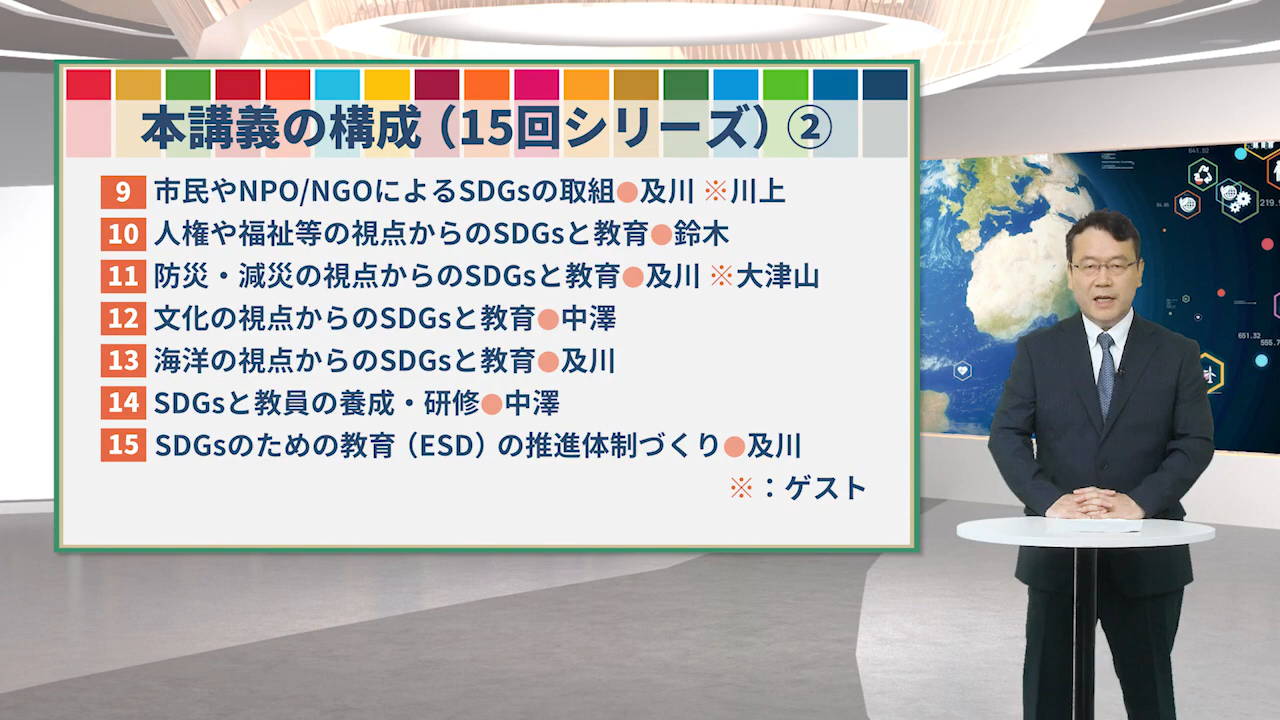 本講義の構成（15回シリーズ）②
9 市民やNPO/NGOによるSDGsの取組●及川 ※川上
10 人権や福祉等の視点からのSDGsと教育●鈴木
11 防災・減災の視点からのSDGsと教育●及川 ※大津山
12 文化の視点からのSDGsと教育●中澤
13 海洋の視点からのSDGsと教育●及川
14 SDGsと教員の養成・研修●中澤
15 SDGsのための教育（ESD）の推進体制づくり●及川
※：ゲスト
641.52
219.9
651.32
555.7